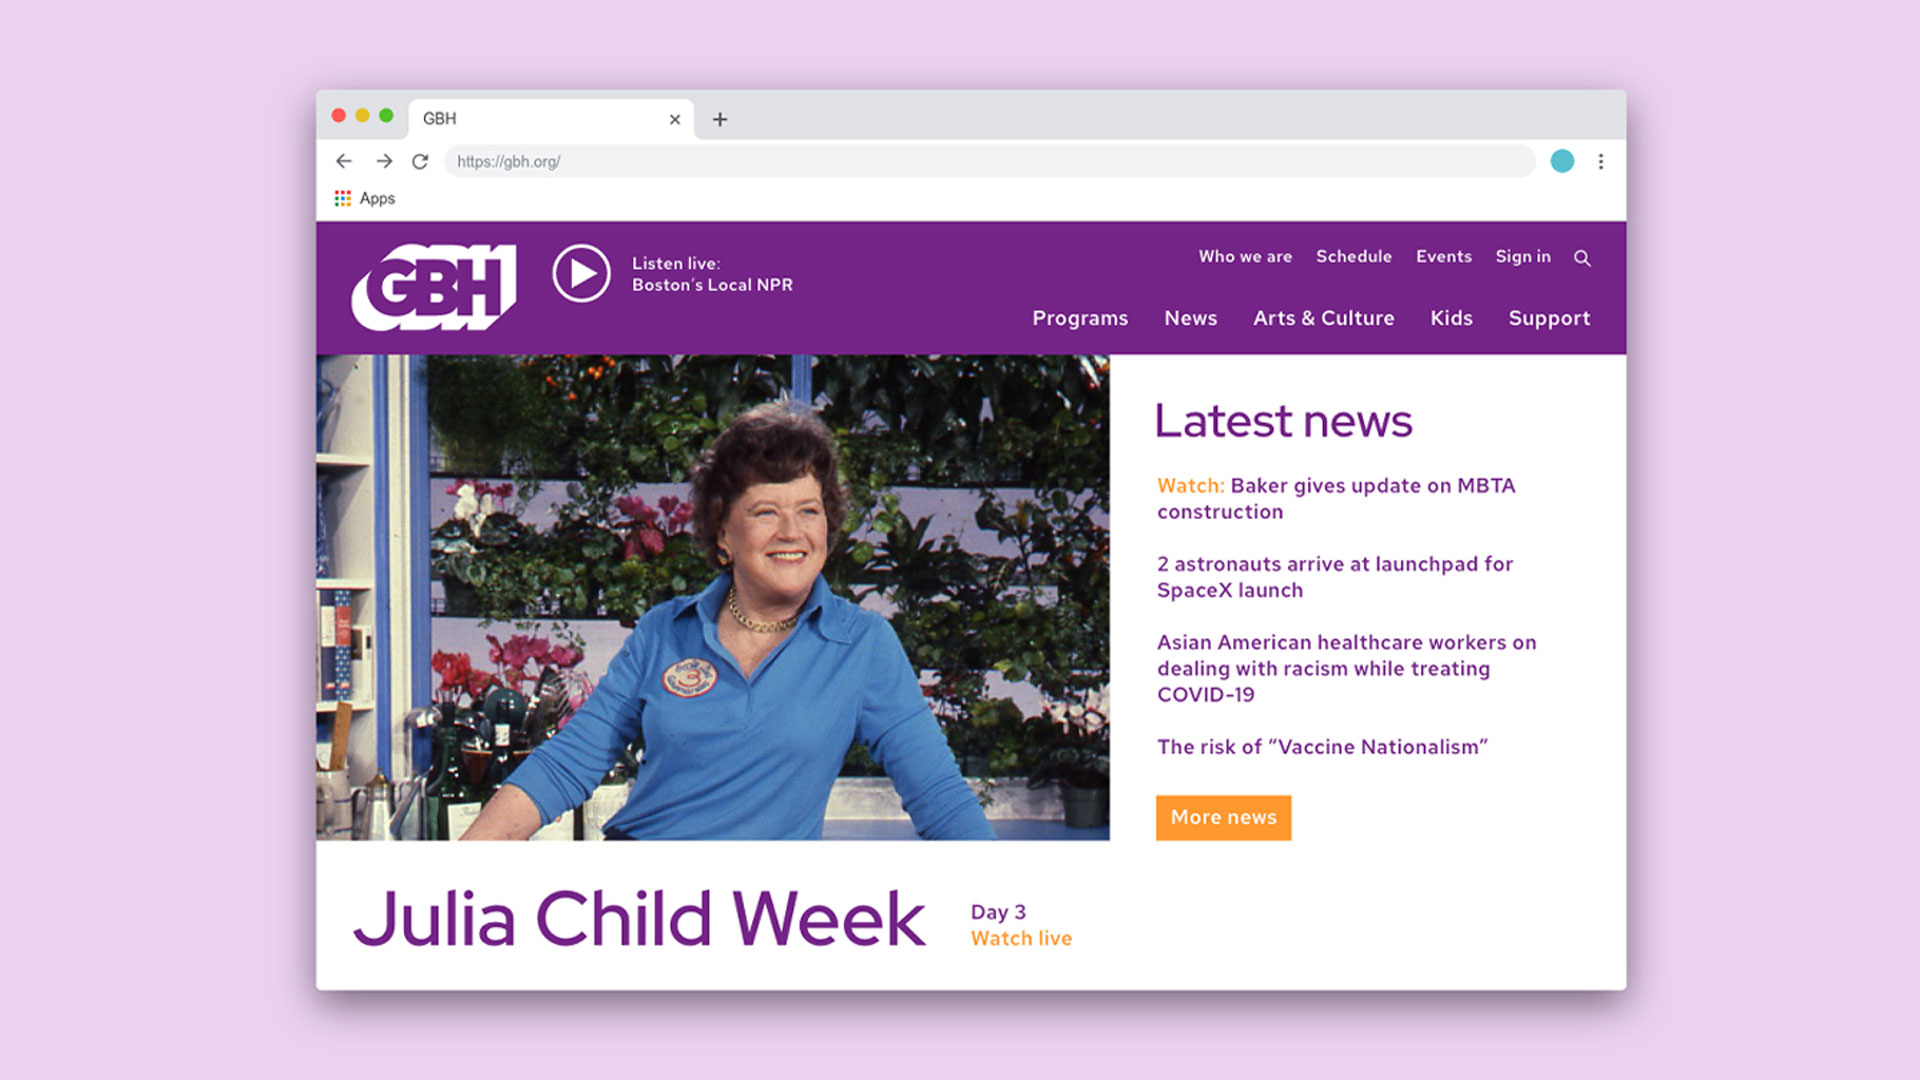 GBH
https://gbh.org/
Apps
GBH
Listen live:
Boston's Local NPR
Who we are
Schedule
Events
Sign in
Programs
News
Arts & Culture
Kids
Support
Latest news
Watch: Baker gives update on MBTA
construction
2 astronauts arrive at launchpad for
SpaceX launch
Asian American healthcare workers on
dealing with racism while treating
COVID-19
The risk of “Vaccine Nationalism”
More news
Julia Child Week
Day 3
Watch live